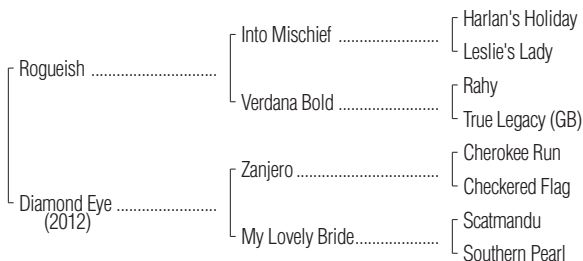 Harlan's Holiday
Into Mischief ....................
Leslie's Lady
Rogueish .........................
Rahy
Verdana Bold .....................
True Legacy (GB)
Cherokee Run
Zanjero ...........................
Checkered Flag
Diamond Eye ....................
(2012)
Scatmandu
My Lovely Bride.................
Southern Pearl